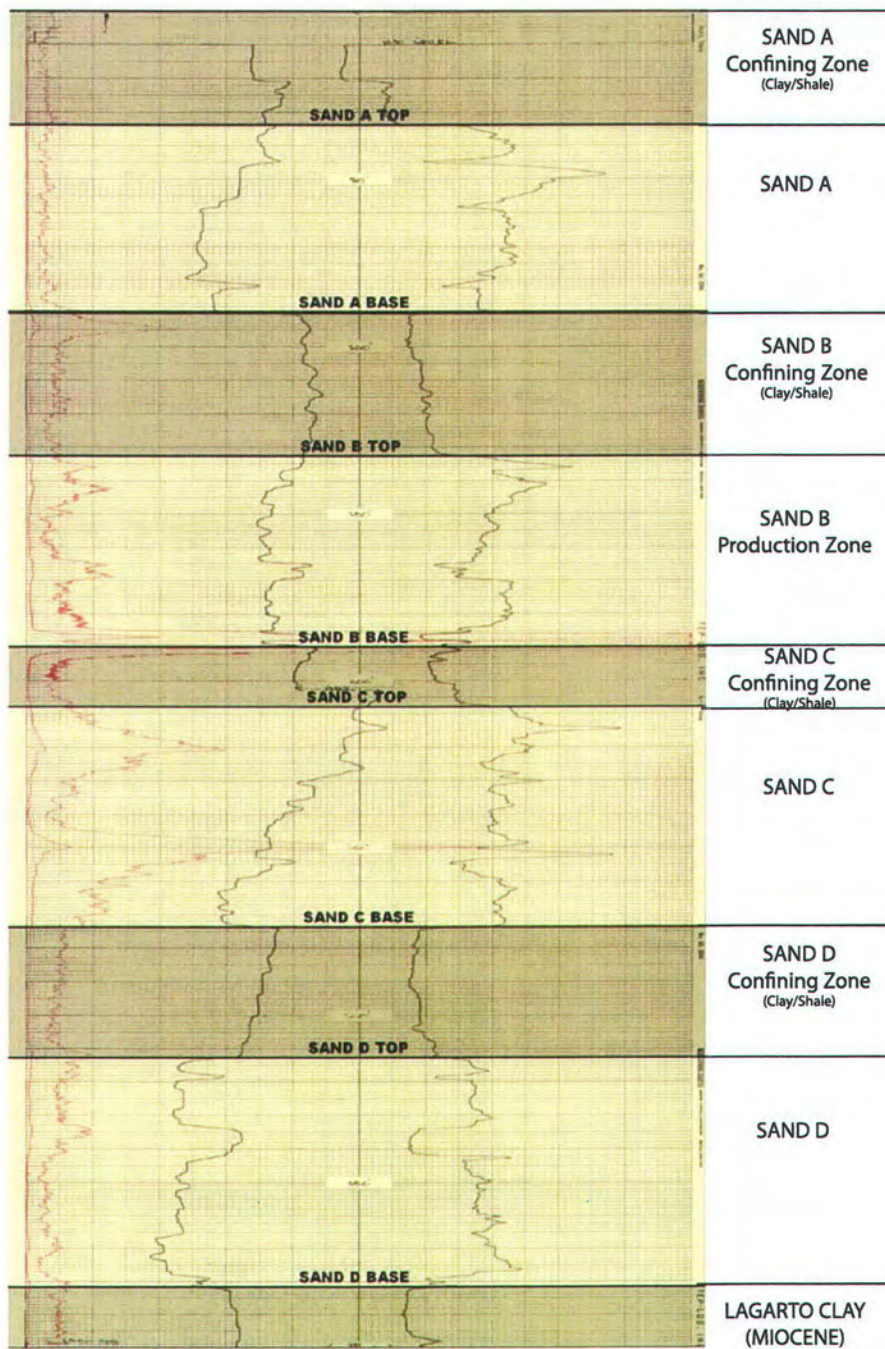 SAND A
Confining Zone
(Clay/Shale)
SAND A TOP
SAND A
SAND A BASE
SAND B
Confining Zone
(Clay/Shale)
SAND B TOP
SAND B
Production Zone
SAND B BASE
SAND C
Confining Zone
(Clay/Shale)
SAND C TOP
SAND C
SAND C BASE
SAND D
Confining Zone
(Clay/Shale)
SAND D TOP
SAND D
SAND D BASE
LAGARTO CLAY
(MIOCENE)